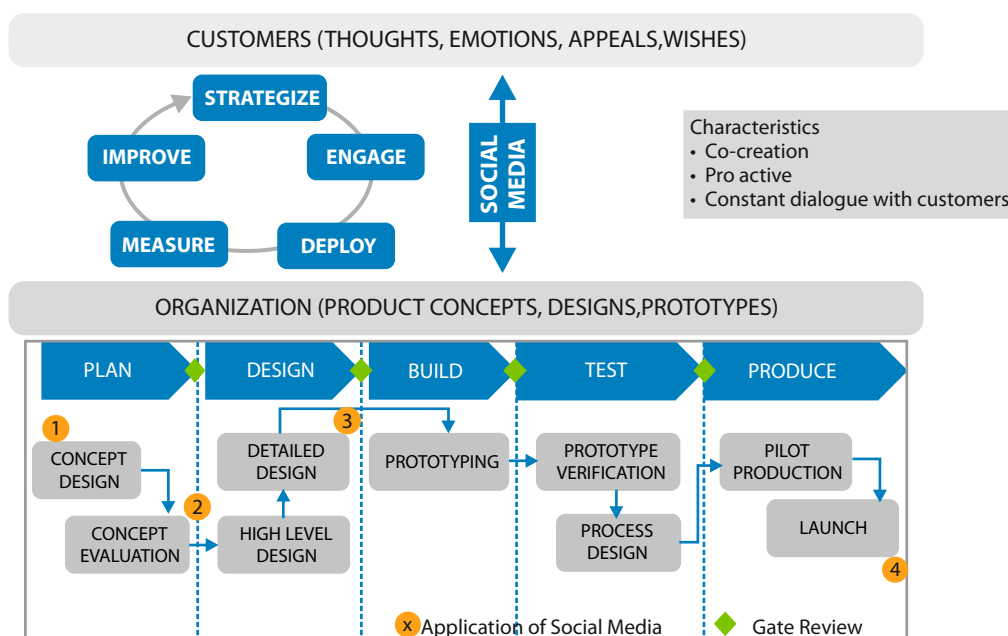 CUSTOMERS (THOUGHTS, EMOTIONS, APPEALS,WISHES)
STRATEGIZE
IMPROVE
ENGAGE
MEASURE
DEPLOY
SOCIAL
MEDIA
Characteristics
• Co-creation
• Pro active
• Constant dialogue with customers
ORGANIZATION (PRODUCT CONCEPTS, DESIGNS,PROTOTYPES)
PLAN
DESIGN
BUILD
TEST
PRODUCE
1
CONCEPT
DESIGN
2
CONCEPT
EVALUATION
3
DETAILED
DESIGN
HIGH LEVEL
DESIGN
PROTOTYPING
PROTOTYPE
VERIFICATION
PROCESS
DESIGN
PILOT
PRODUCTION
LAUNCH
4
x Application of Social Media
Gate Review